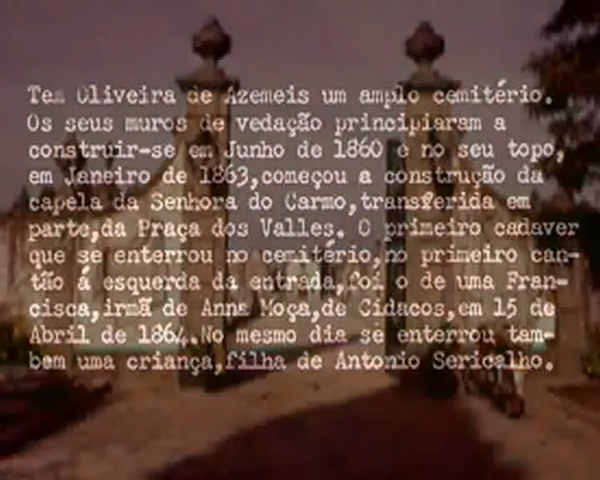 Tem Oliveira de Azemeis um amplo cemitério.
Os seus muros de vedação principiaram a
construir-se em Junho de 1860 e no seu topo,
em Janeiro de 1863,começou a construção da
capela da Senhora do Carmo,transferida em
parte,da Praça dos Valles. O primeiro cadaver
que se enterrou no cemitério,no primeiro can-
tão á esquerda da entrada,foi o de uma Fran-
cisca,irmã de Anna Moça,de Cidacos,em 15 de
Abril de 1864.No mesmo dia se enterrou tam-
bem uma criança,filha de Antonio Sericalho.